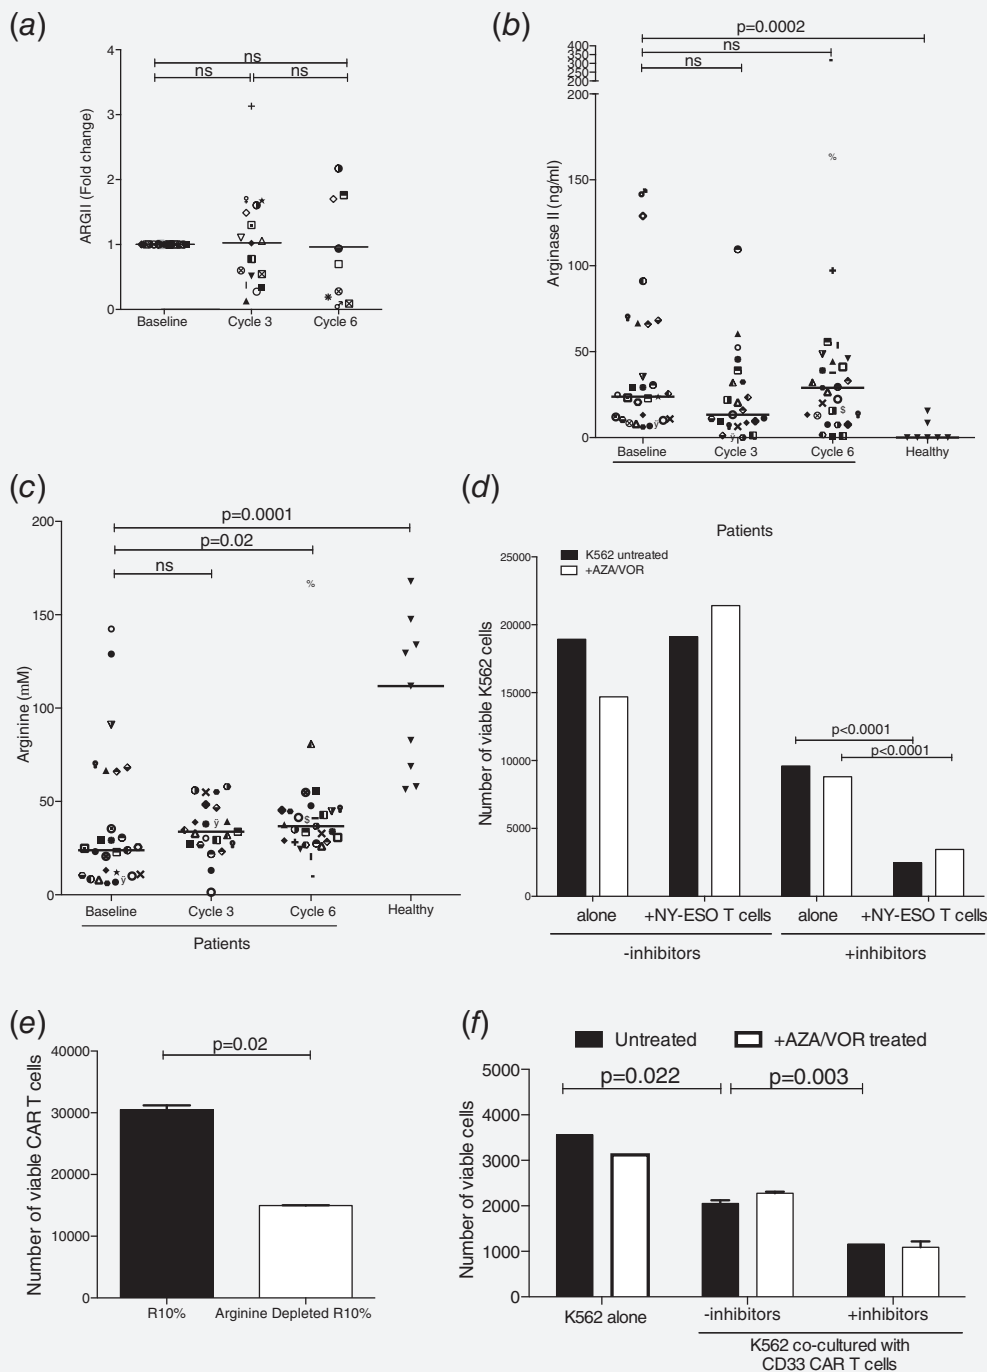 (a)
4
3
2
1
0
ARGII (Fold change)
ns
ns ns
Baseline Cycle 3 Cycle 6
(b)
p=0.0002
ns
ns
400
350
300
250
200
200
150
100
50
0
Arginase II (ng/ml)
%
$
ÿ ÿ
Baseline Cycle 3 Cycle 6 Healthy
(c)
p=0.0001
p=0.02
ns
200
150
100
50
0
Arginine (mM)
%
ÿ $
ÿ
Baseline Cycle 3 Cycle 6 Healthy
Patients
(d)
Patients
K562 untreated
+AZA/VOR
25000
20000
15000
10000
5000
0
Number of viable K562 cells
p<0.0001
p<0.0001
alone +NY-ESO T cells alone +NY-ESO T cells
-inhibitors +inhibitors
(e)
p=0.02
40000
30000
20000
10000
0
Number of viable CAR T cells
R10% Arginine Depleted R10%
(f)
Untreated +AZA/VOR treated
p=0.022 p=0.003
5000
4000
3000
2000
1000
0
Number of viable cells
K562 alone -inhibitors +inhibitors
K562 co-cultured with
CD33 CAR T cells